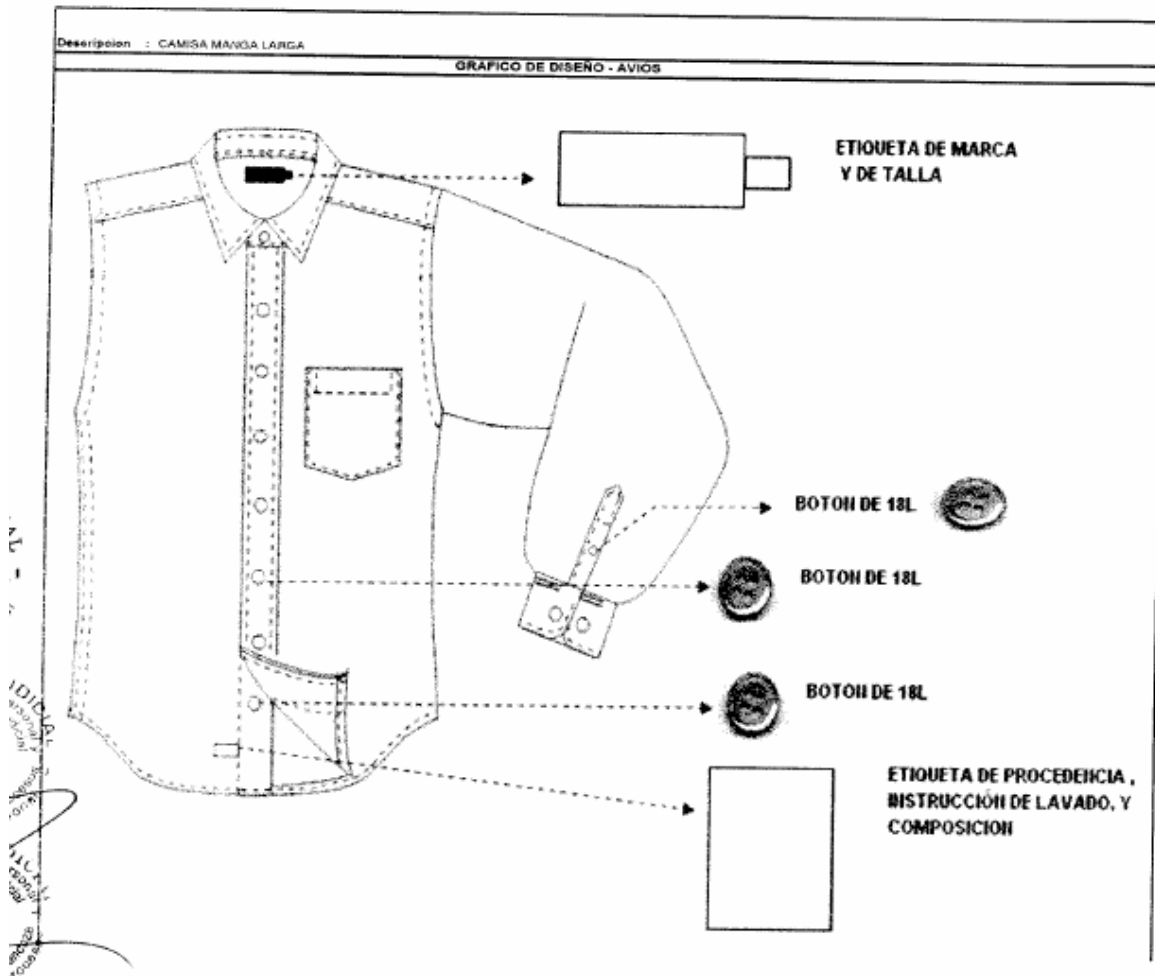 Descripcion : CAMISA MANGA LARGA
GRAFICO DE DISEÑO - AVIOS
ETIQUETA DE MARCA
Y DE TALLA
BOTON DE 18L
BOTON DE 18L
BOTON DE 18L
ETIQUETA DE PROCEDENCIA ,
INSTRUCCIÓN DE LAVADO, Y
COMPOSICION